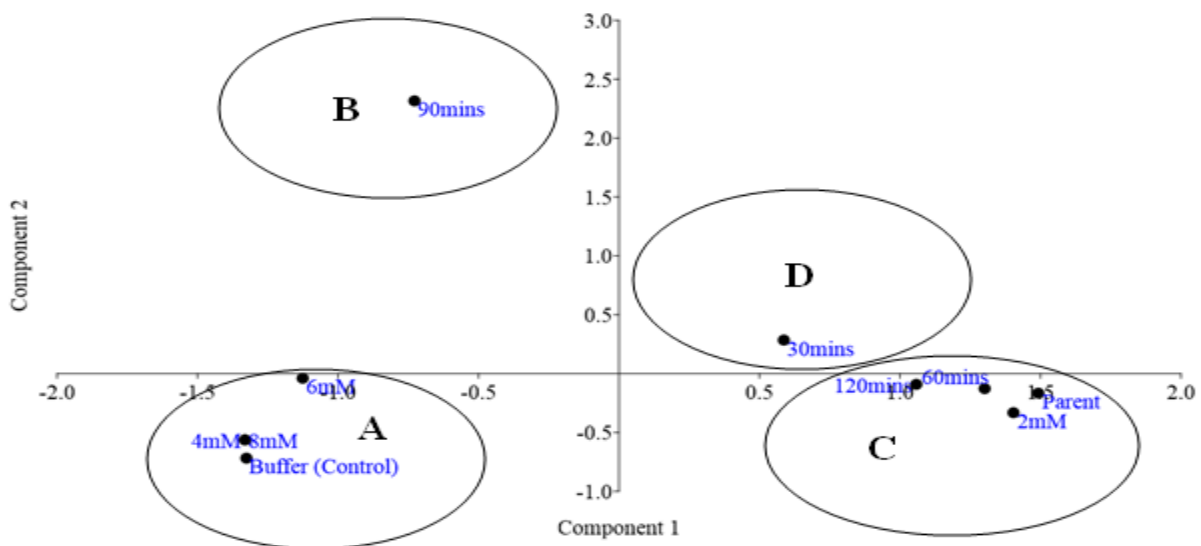 3.0
2.5
B
90mins
2.0
1.5
Component 2
1.0
D
0.5
30mins
-2.0 -1.5 -1.0 -0.5 0.5 1.0 1.5 2.0
6mM
120mins 60mins
Parent
2mM
A
-0.5
4mM 8mM
C
Buffer (Control)
-1.0
Component 1